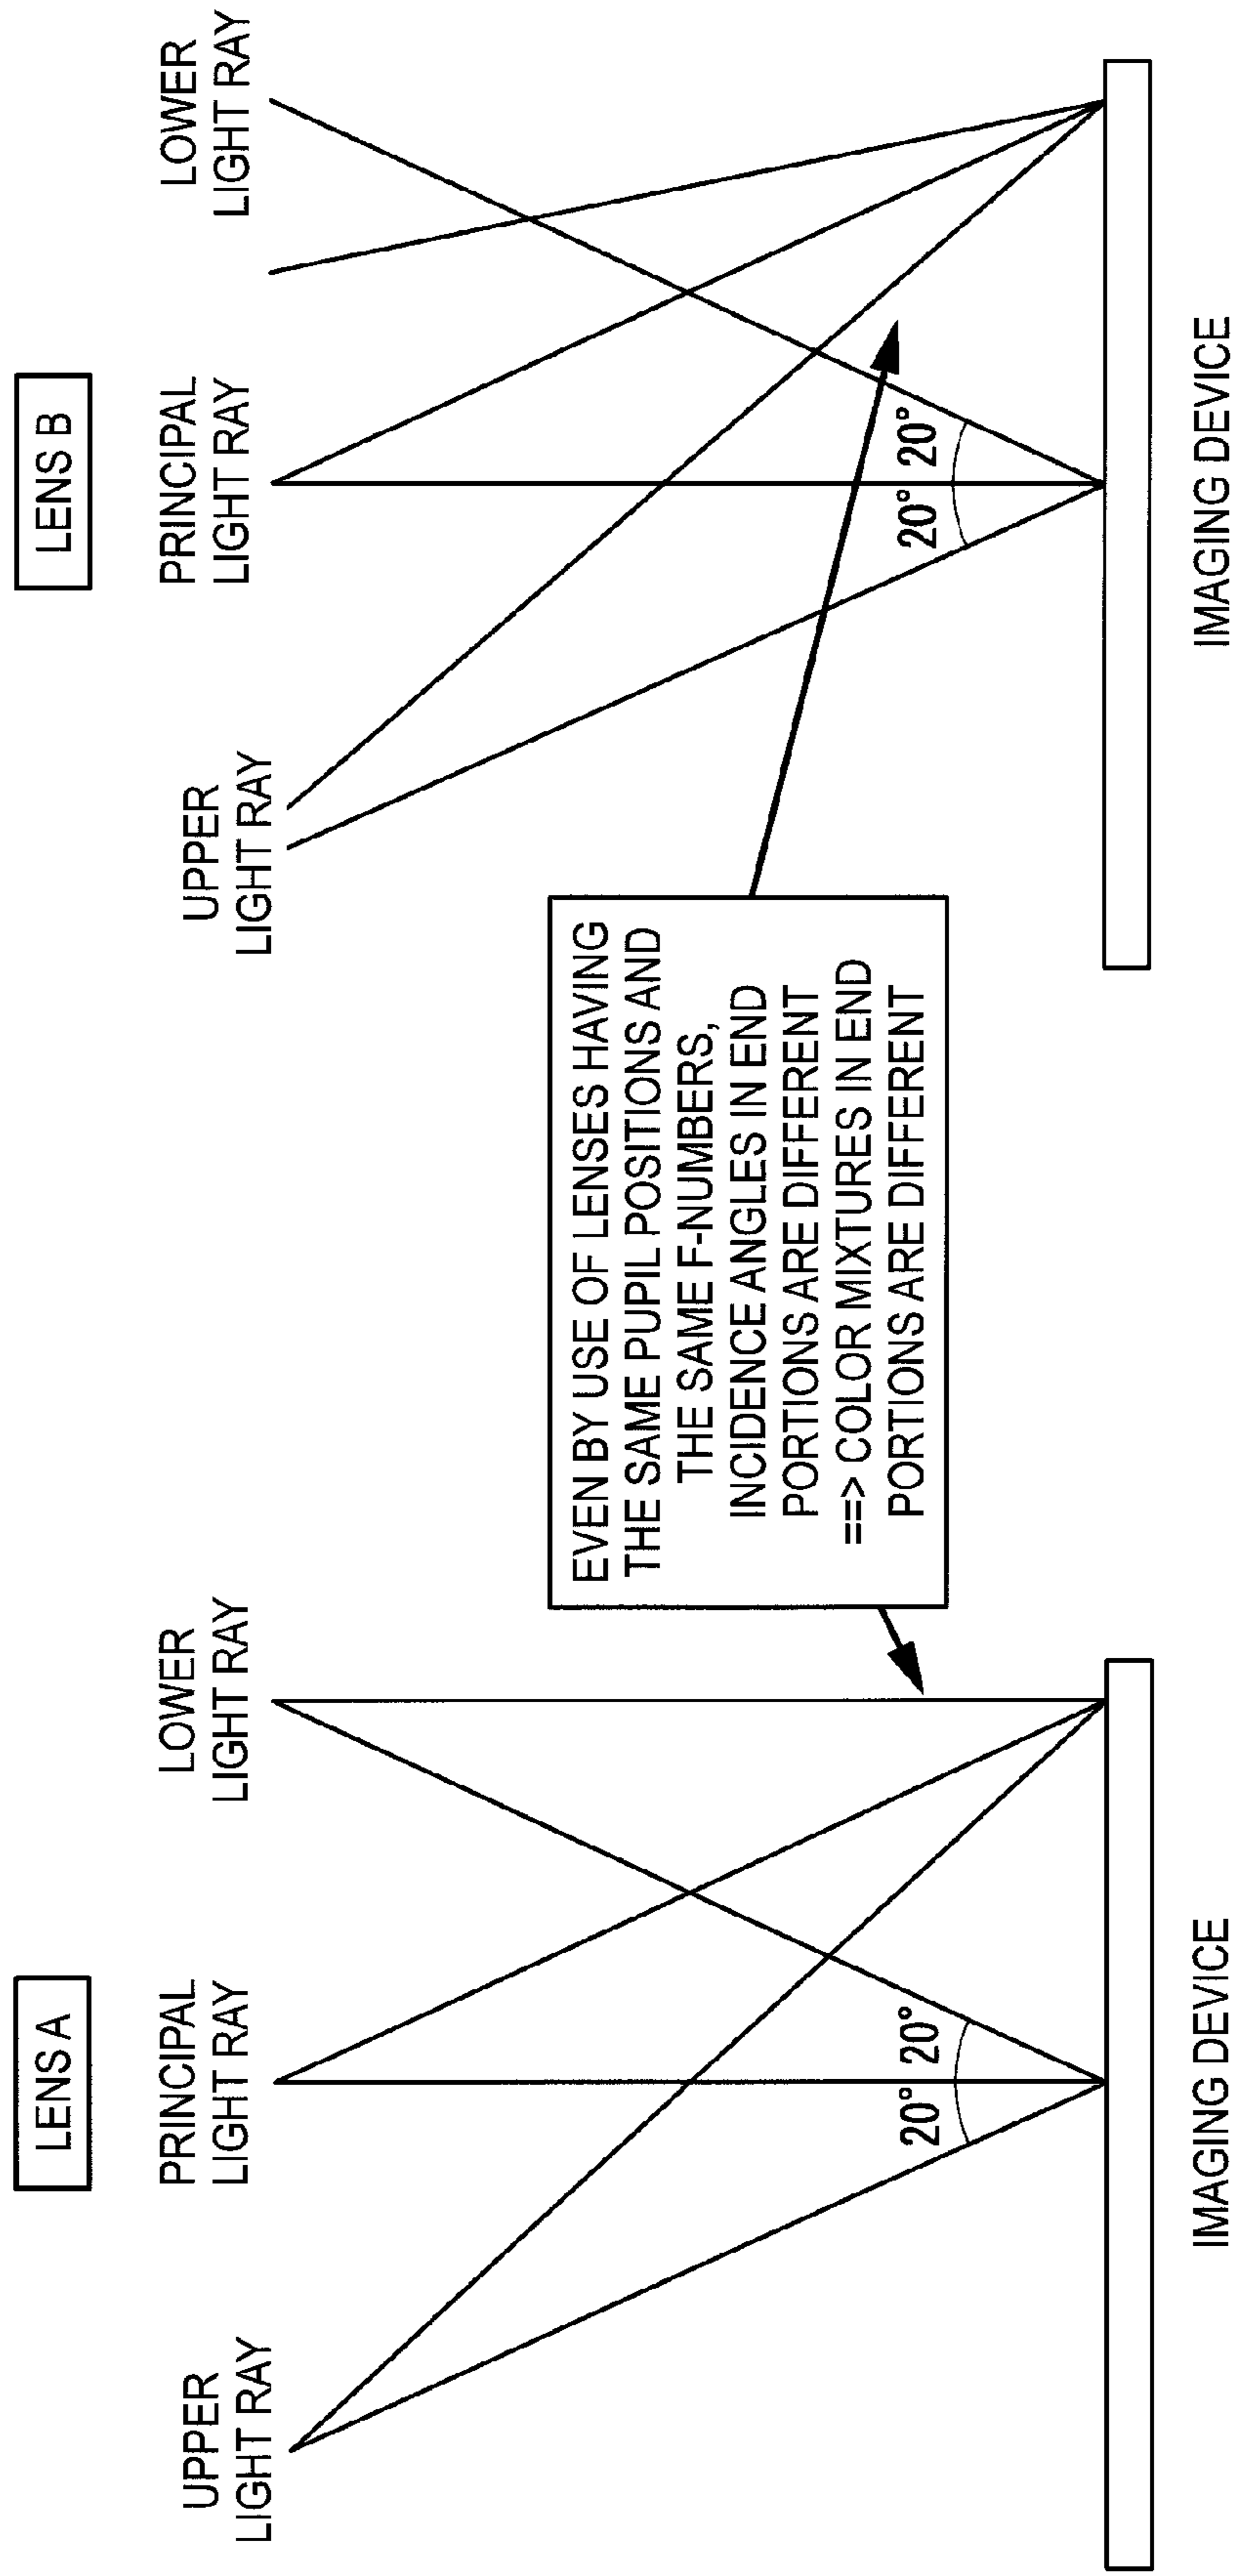 LENS A
UPPER
LIGHT RAY
PRINCIPAL
LIGHT RAY
LOWER
LIGHT RAY
20° 20°
IMAGING DEVICE
EVEN BY USE OF LENSES HAVING
THE SAME PUPIL POSITIONS AND
THE SAME F-NUMBERS,
INCIDENCE ANGLES IN END
PORTIONS ARE DIFFERENT
==> COLOR MIXTURES IN END
PORTIONS ARE DIFFERENT
LENS B
UPPER
LIGHT RAY
PRINCIPAL
LIGHT RAY
LOWER
LIGHT RAY
20° 20°
IMAGING DEVICE